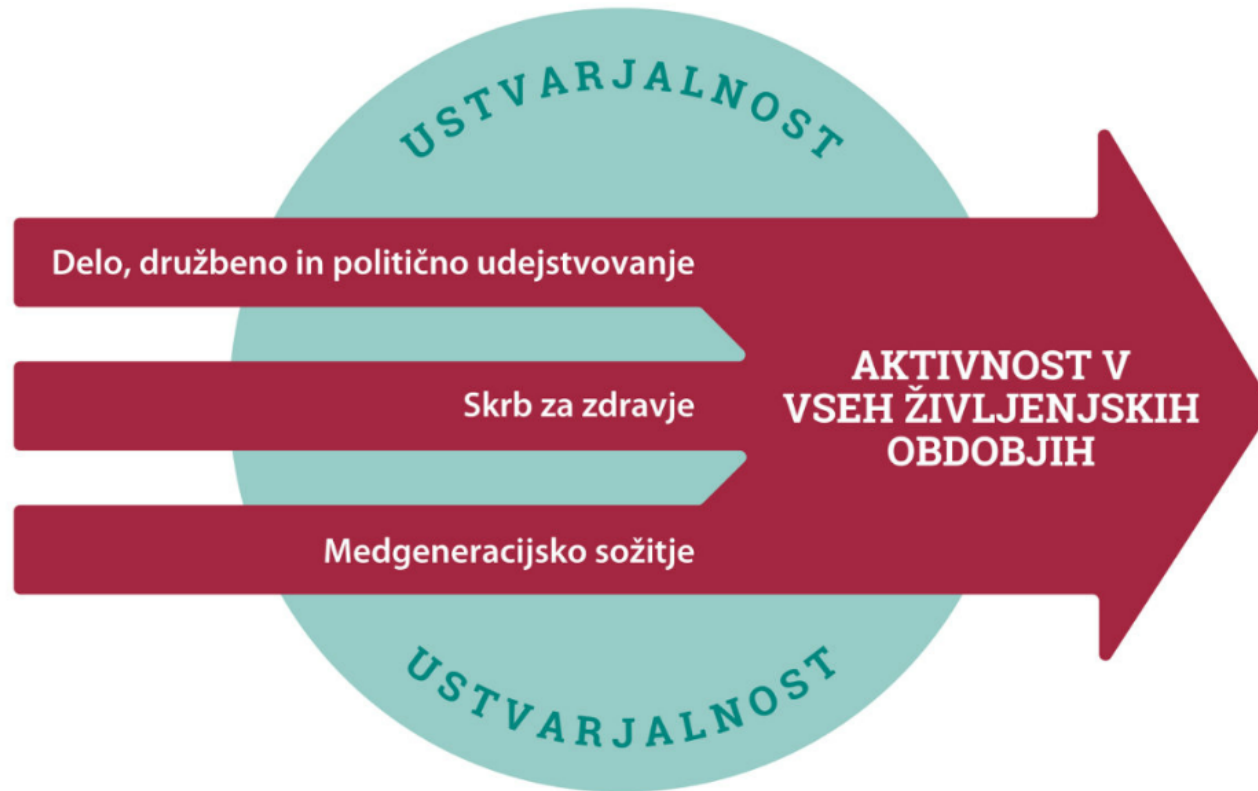 USTVARJALNOST
Delo, družbeno in politično udejstvovanje
Skrb za zdravje
Medgeneracijsko sožitje
AKTIVNOST V
VSEH ŽIVLJENJSKIH
OBDOBJIH
USTVARJALNOST